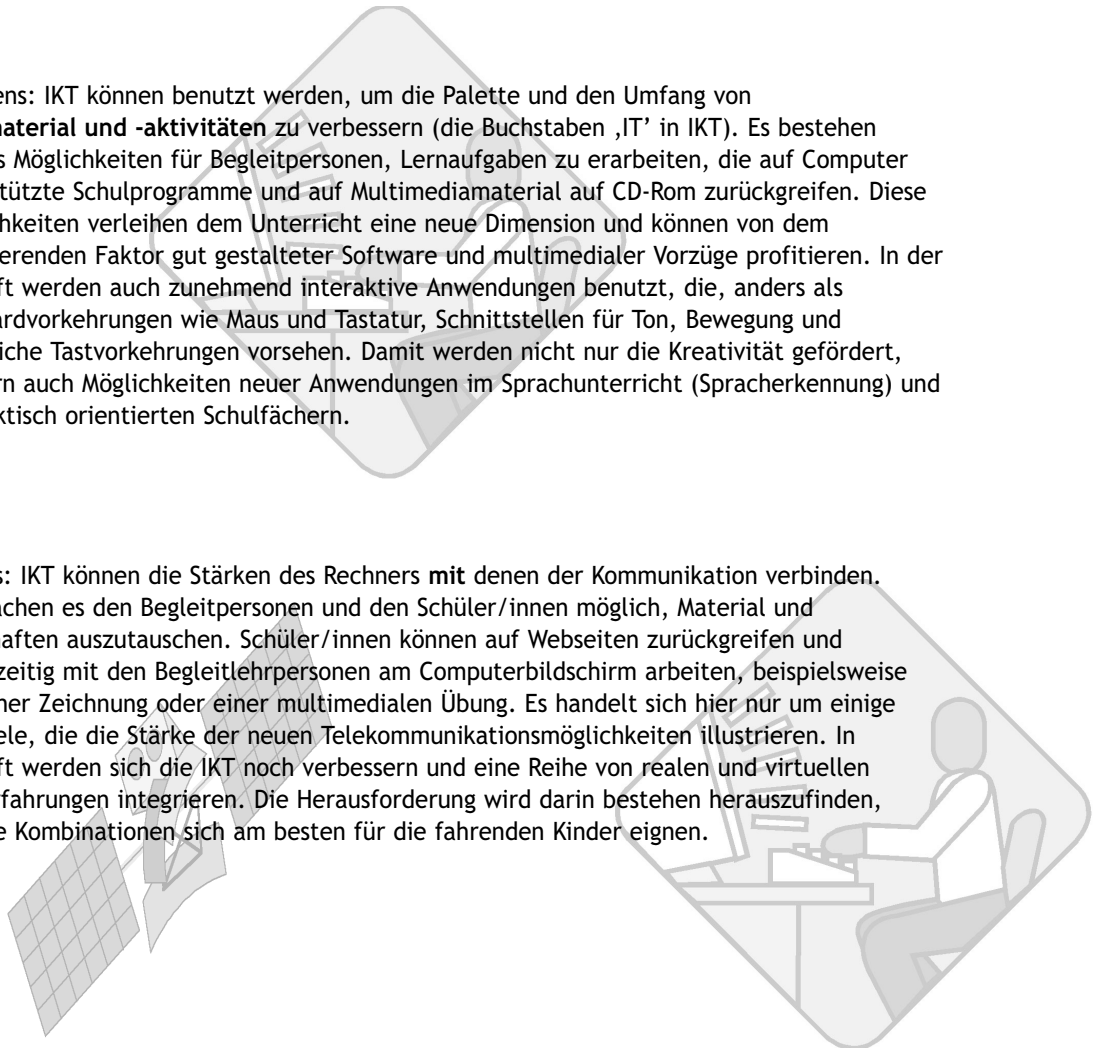 ens: IKT können benutzt werden, um die Palette und den Umfang von
material und -aktivitäten zu verbessern (die Buchstaben ‚IT’ in IKT). Es bestehen
s Möglichkeiten für Begleitpersonen, Lernaufgaben zu erarbeiten, die auf Computer
tützte Schulprogramme und auf Multimediamaterial auf CD-Rom zurückgreifen. Diese
chkeiten verleihen dem Unterricht eine neue Dimension und können von dem
ierenden Faktor gut gestalteter Software und multimedialer Vorzüge profitieren. In der
ft werden auch zunehmend interaktive Anwendungen benutzt, die, anders als
ardvorkehrungen wie Maus und Tastatur, Schnittstellen für Ton, Bewegung und
liche Tastvorkehrungen vorsehen. Damit werden nicht nur die Kreativität gefördert,
rn auch Möglichkeiten neuer Anwendungen im Sprachunterricht (Spracherkennung) und
ktisch orientierten Schulfächern.
s: IKT können die Stärken des Rechners mit denen der Kommunikation verbinden.
achen es den Begleitpersonen und den Schüler/innen möglich, Material und
haften auszutauschen. Schüler/innen können auf Webseiten zurückgreifen und
zeitig mit den Begleitlehrpersonen am Computerbildschirm arbeiten, beispielsweise
ner Zeichnung oder einer multimedialen Übung. Es handelt sich hier nur um einige
ele, die die Stärke der neuen Telekommunikationsmöglichkeiten illustrieren. In
ft werden sich die IKT noch verbessern und eine Reihe von realen und virtuellen
rfahrungen integrieren. Die Herausforderung wird darin bestehen herauszufinden,
e Kombinationen sich am besten für die fahrenden Kinder eignen.